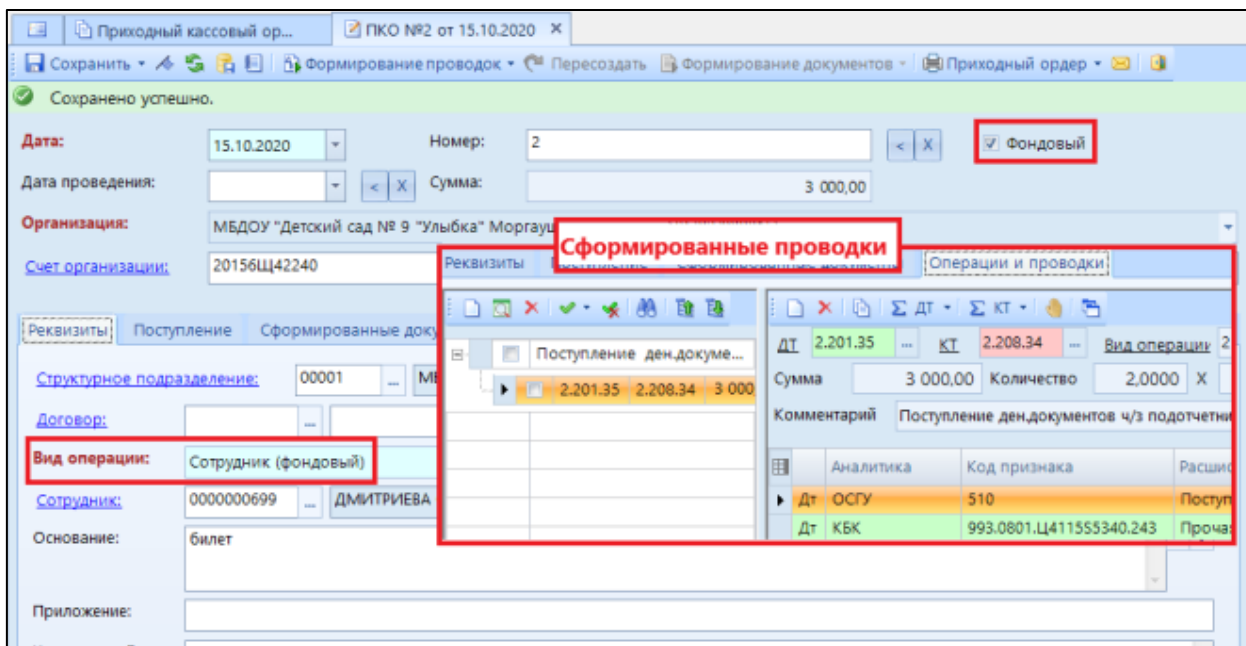 Приходный кассовый ор... ПКО №2 от 15.10.2020 X
Сохранить Формирование проводок Пересоздать Формирование документов Приходный ордер
Сохранено успешно.
Дата: 15.10.2020 Номер: 2 < X Фондовый
Дата проведения: < X Сумма: 3 000,00
Организация: МБДОУ "Детский сад № 9 "Улыбка"
Счет организации: 20156Щ42240
Реквизиты Поступление Сформированные
Структурное подразделение: 00001 ...
Договор: ...
Вид операции: Сотрудник (фондовый)
Сотрудник: 0000000699 ... ДМИТРИЕВА
Основание: билет
Приложение:
Сформированные проводки
Реквизиты Операции и проводки
Σ ДТ Σ КТ
Поступление ден.докуме...
2.201.35 2.208.34 3 000
ДТ 2.201.35 ... КТ 2.208.34 ... Вид операции 2
Сумма 3 000,00 Количество 2,0000 X
Комментарий Поступление ден.документов ч/з
Аналитика Код признака
Дт ОСГУ 510
Дт КБК 993.0801.Ц4115S5340.243